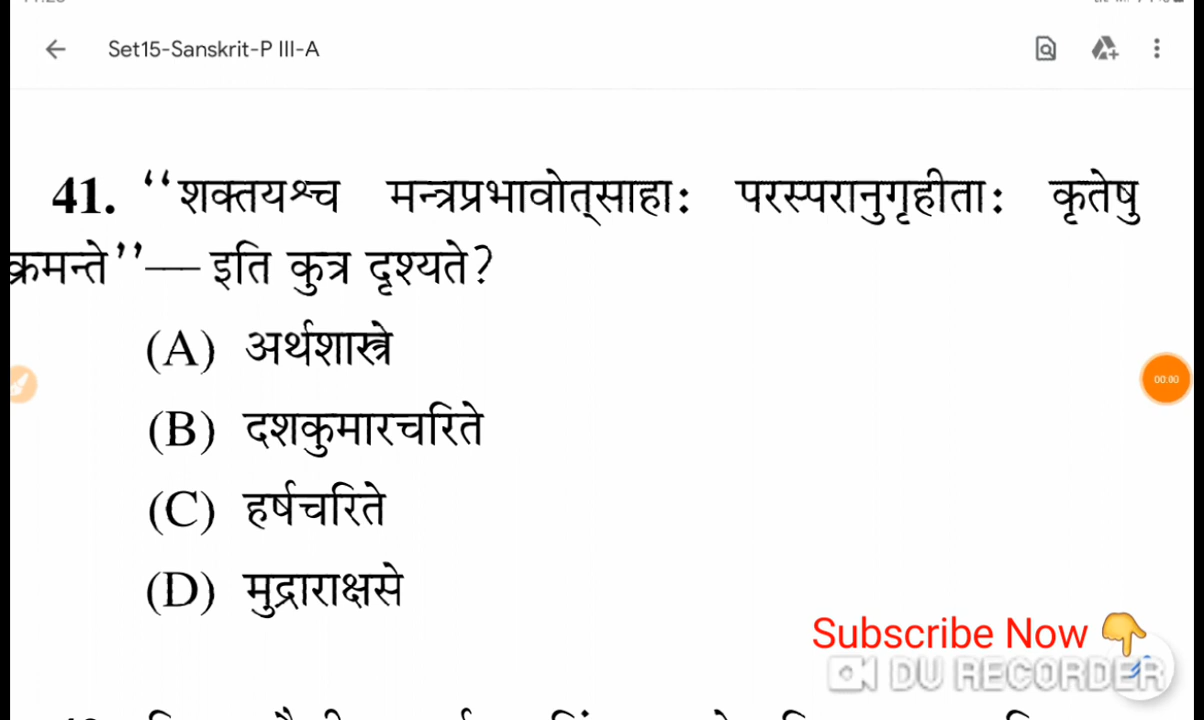 Set15-Sanskrit-P III-A
41. ‘‘शक्तयश्च मन्त्रप्रभावोत्साहाः परस्परानुगृहीताः कृतेषु
क्रमन्ते’’— इति कुत्र दृश्यते?
(A) अर्थशास्त्रे
(B) दशकुमारचरिते
00:00
(C) हर्षचरिते
(D) मुद्राराक्षसे
Subscribe Now
DU RECORDER